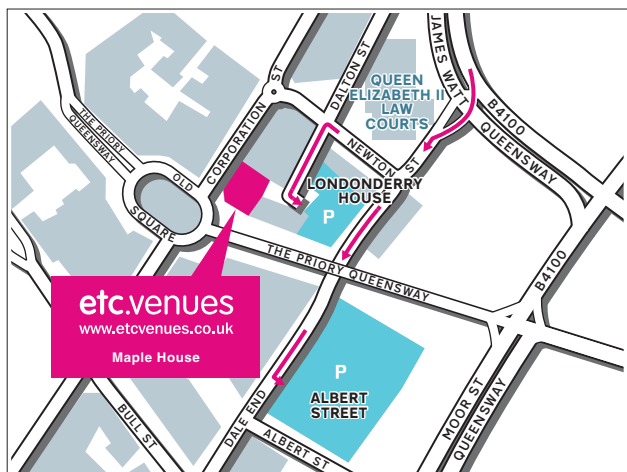 JAMES WATT
QUEENSWAY
B4100
DALTON ST
QUEEN
ELIZABETH II
LAW
COURTS
CORPORATION ST
THE PRIORY
QUEENSWAY
NEWTON ST
OLD
SQUARE
LONDONDERRY
HOUSE
P
THE PRIORY QUEENSWAY
B4100
etc.venues
www.etcvenues.co.uk
Maple House
P
ALBERT
STREET
DALE END
BULL ST
ALBERT ST
MOOR ST
QUEENSWAY